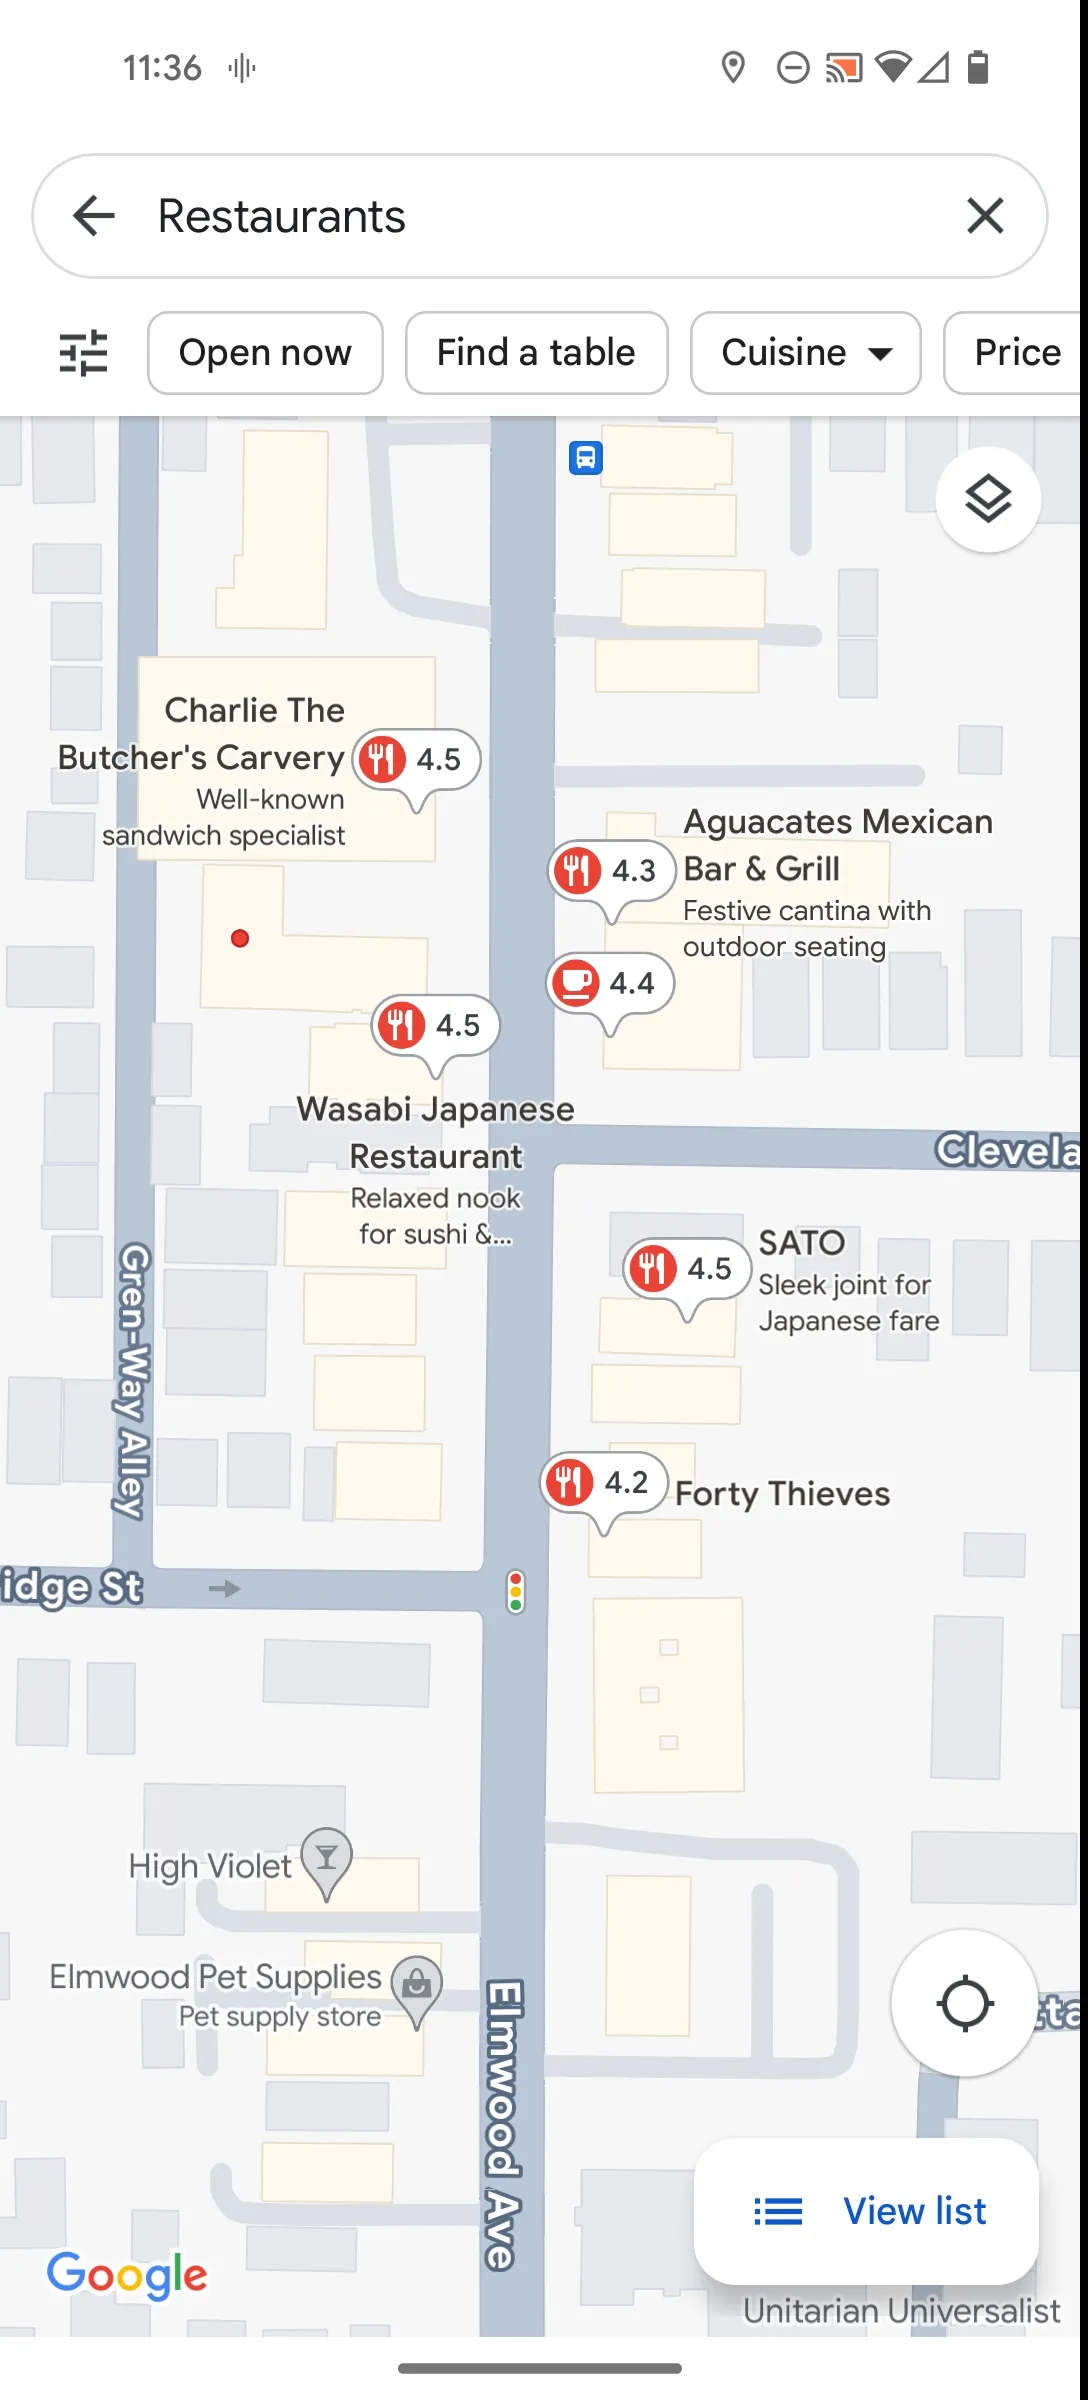 11:36
Restaurants
Open now
Find a table
Cuisine
Price
Charlie The
Butcher's Carvery
4.5
Well-known
sandwich specialist
Aguacates Mexican
Bar & Grill
4.3
Festive cantina with
outdoor seating
4.4
4.5
Wasabi Japanese
Restaurant
Relaxed nook
for sushi &...
Clevela
SATO
4.5
Sleek joint for
Japanese fare
Gren-Way Alley
4.2
Forty Thieves
idge St
High Violet
Elmwood Pet Supplies
Pet supply store
Elmwood Ave
tta
View list
Google
Unitarian Universalist